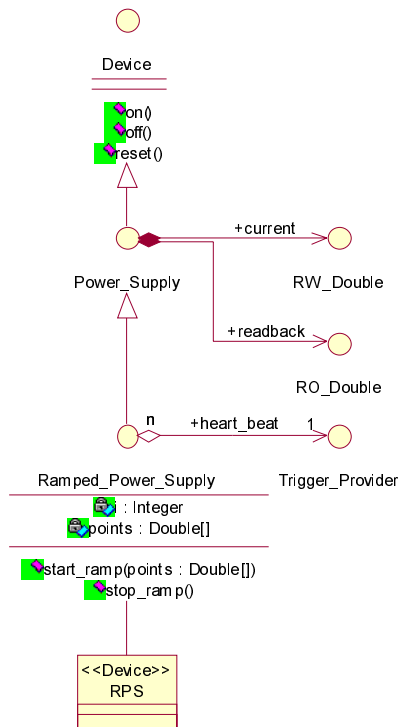 Device
on()
off()
reset()
+current
Power_Supply
RW_Double
+readback
RO_Double
n
+heart_beat
1
Ramped_Power_Supply
Trigger_Provider
i : Integer
points : Double[]
start_ramp(points : Double[])
stop_ramp()
<<Device>>
RPS